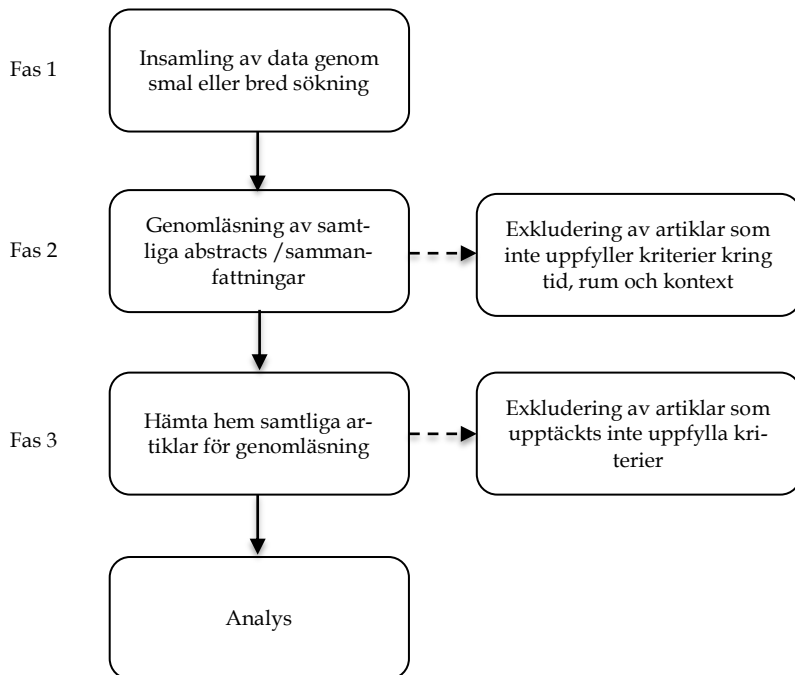 Fas 1
Insamling av data genom
smal eller bred sökning
Fas 2
Genomläsning av samt-
liga abstracts /samman-
fattningar
Exkludering av artiklar som
inte uppfyller kriterier kring
tid, rum och kontext
Fas 3
Hämta hem samtliga ar-
tiklar för genomläsning
Exkludering av artiklar som
upptäckts inte uppfylla kri-
terier
Analys